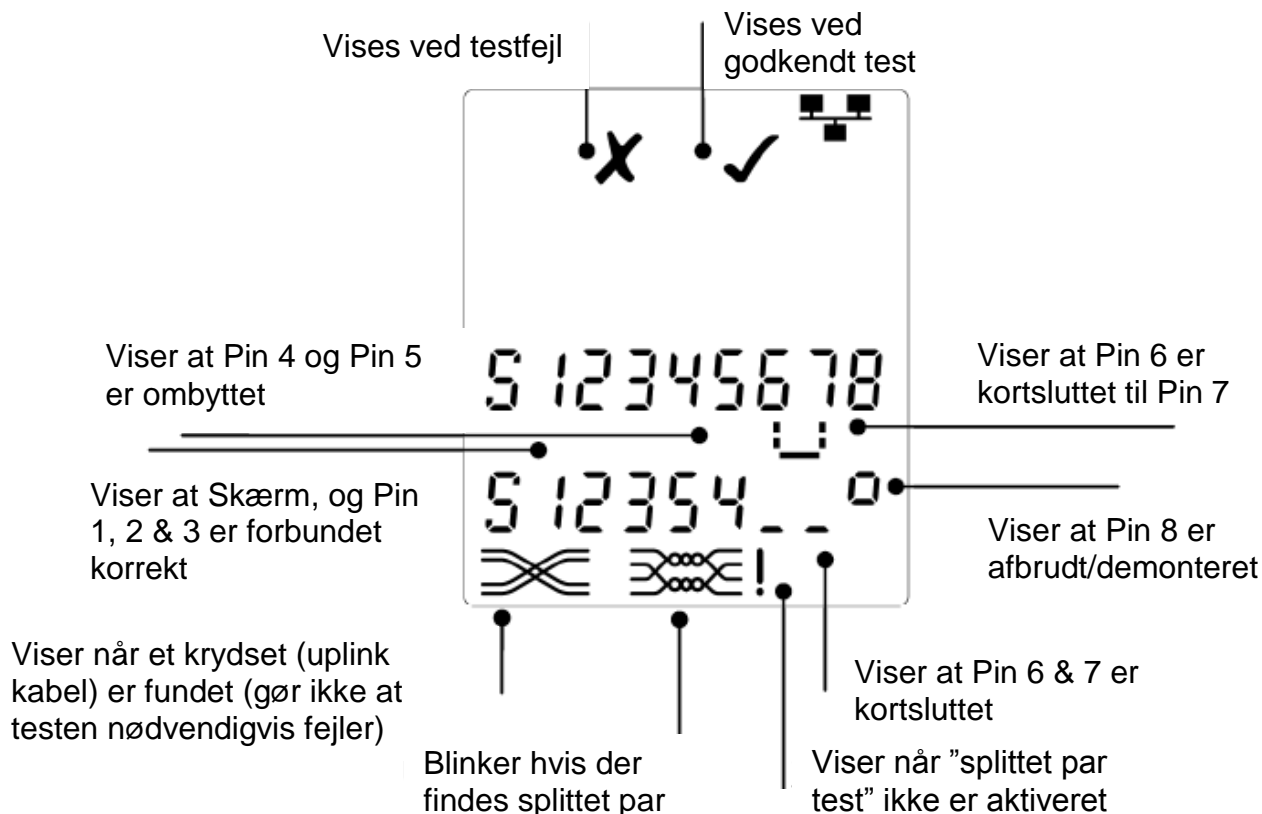 Vises ved testfejl
Vises ved
godkendt test
Viser at Pin 4 og Pin 5
er ombyttet
S12345678
Viser at Pin 6 er
kortsluttet til Pin 7
Viser at Skærm, og Pin
1, 2 & 3 er forbundet
korrekt
S12354_ _ o
Viser at Pin 8 er
afbrudt/demonteret
!
Viser når et krydset (uplink
kabel) er fundet (gør ikke at
testen nødvendigvis fejler)
Viser at Pin 6 & 7 er
kortsluttet
Blinker hvis der
findes splittet par
Viser når ”splittet par
test” ikke er aktiveret